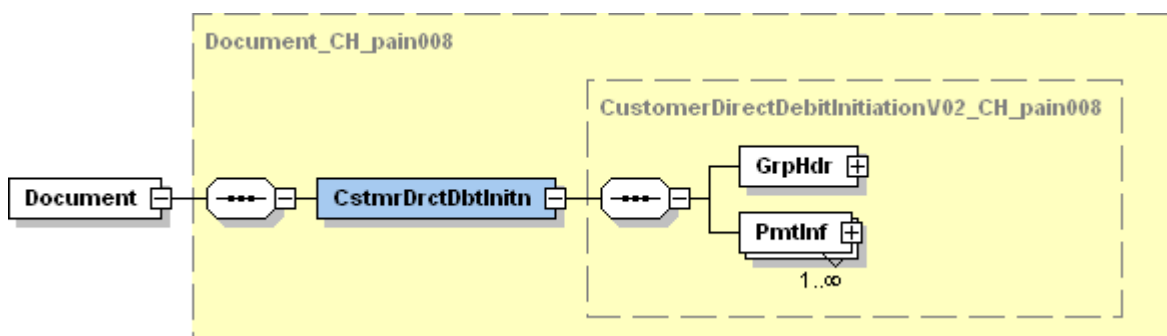 Document_CH_pain008
CustomerDirectDebitInitiationV02_CH_pain008
GrpHdr
Document
CstmrDrctDbtInitn
PmtInf
1..∞